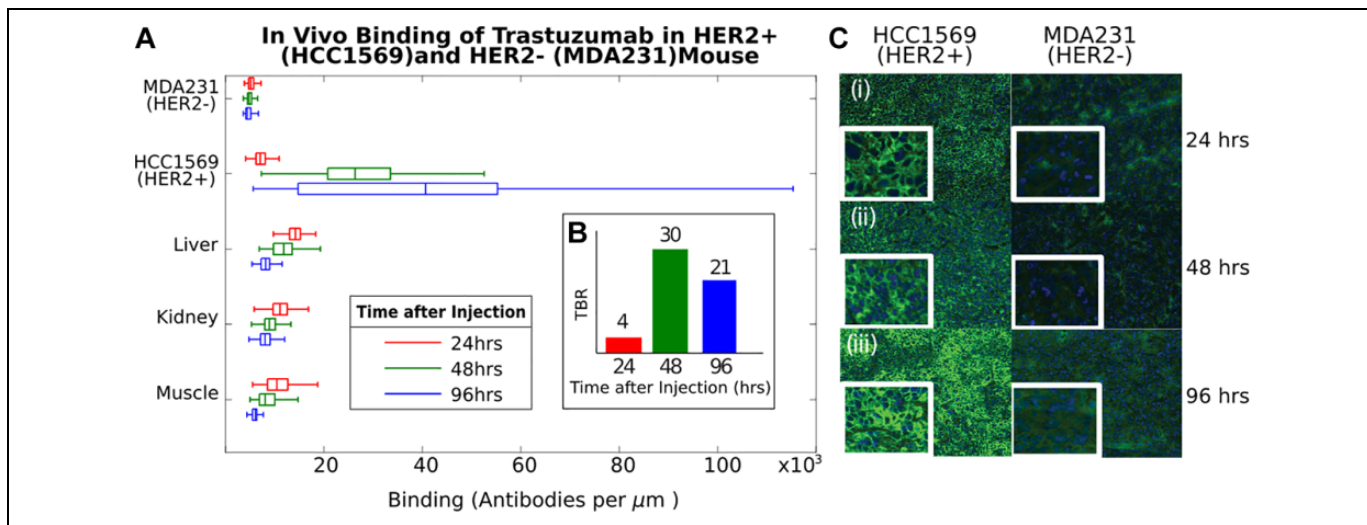 A
In Vivo Binding of Trastuzumab in HER2+
(HCC1569)and HER2- (MDA231)Mouse
MDA231
(HER2-)
HCC1569
(HER2+)
Liver
Kidney
Muscle
20
40
60
80
100
x10³
Binding (Antibodies per μm )
Time after Injection
24hrs
48hrs
96hrs
B
TBR
4
30
21
24
48
96
Time after Injection (hrs)
C
HCC1569
(HER2+)
MDA231
(HER2-)
(i)
24 hrs
(ii)
48 hrs
(iii)
96 hrs